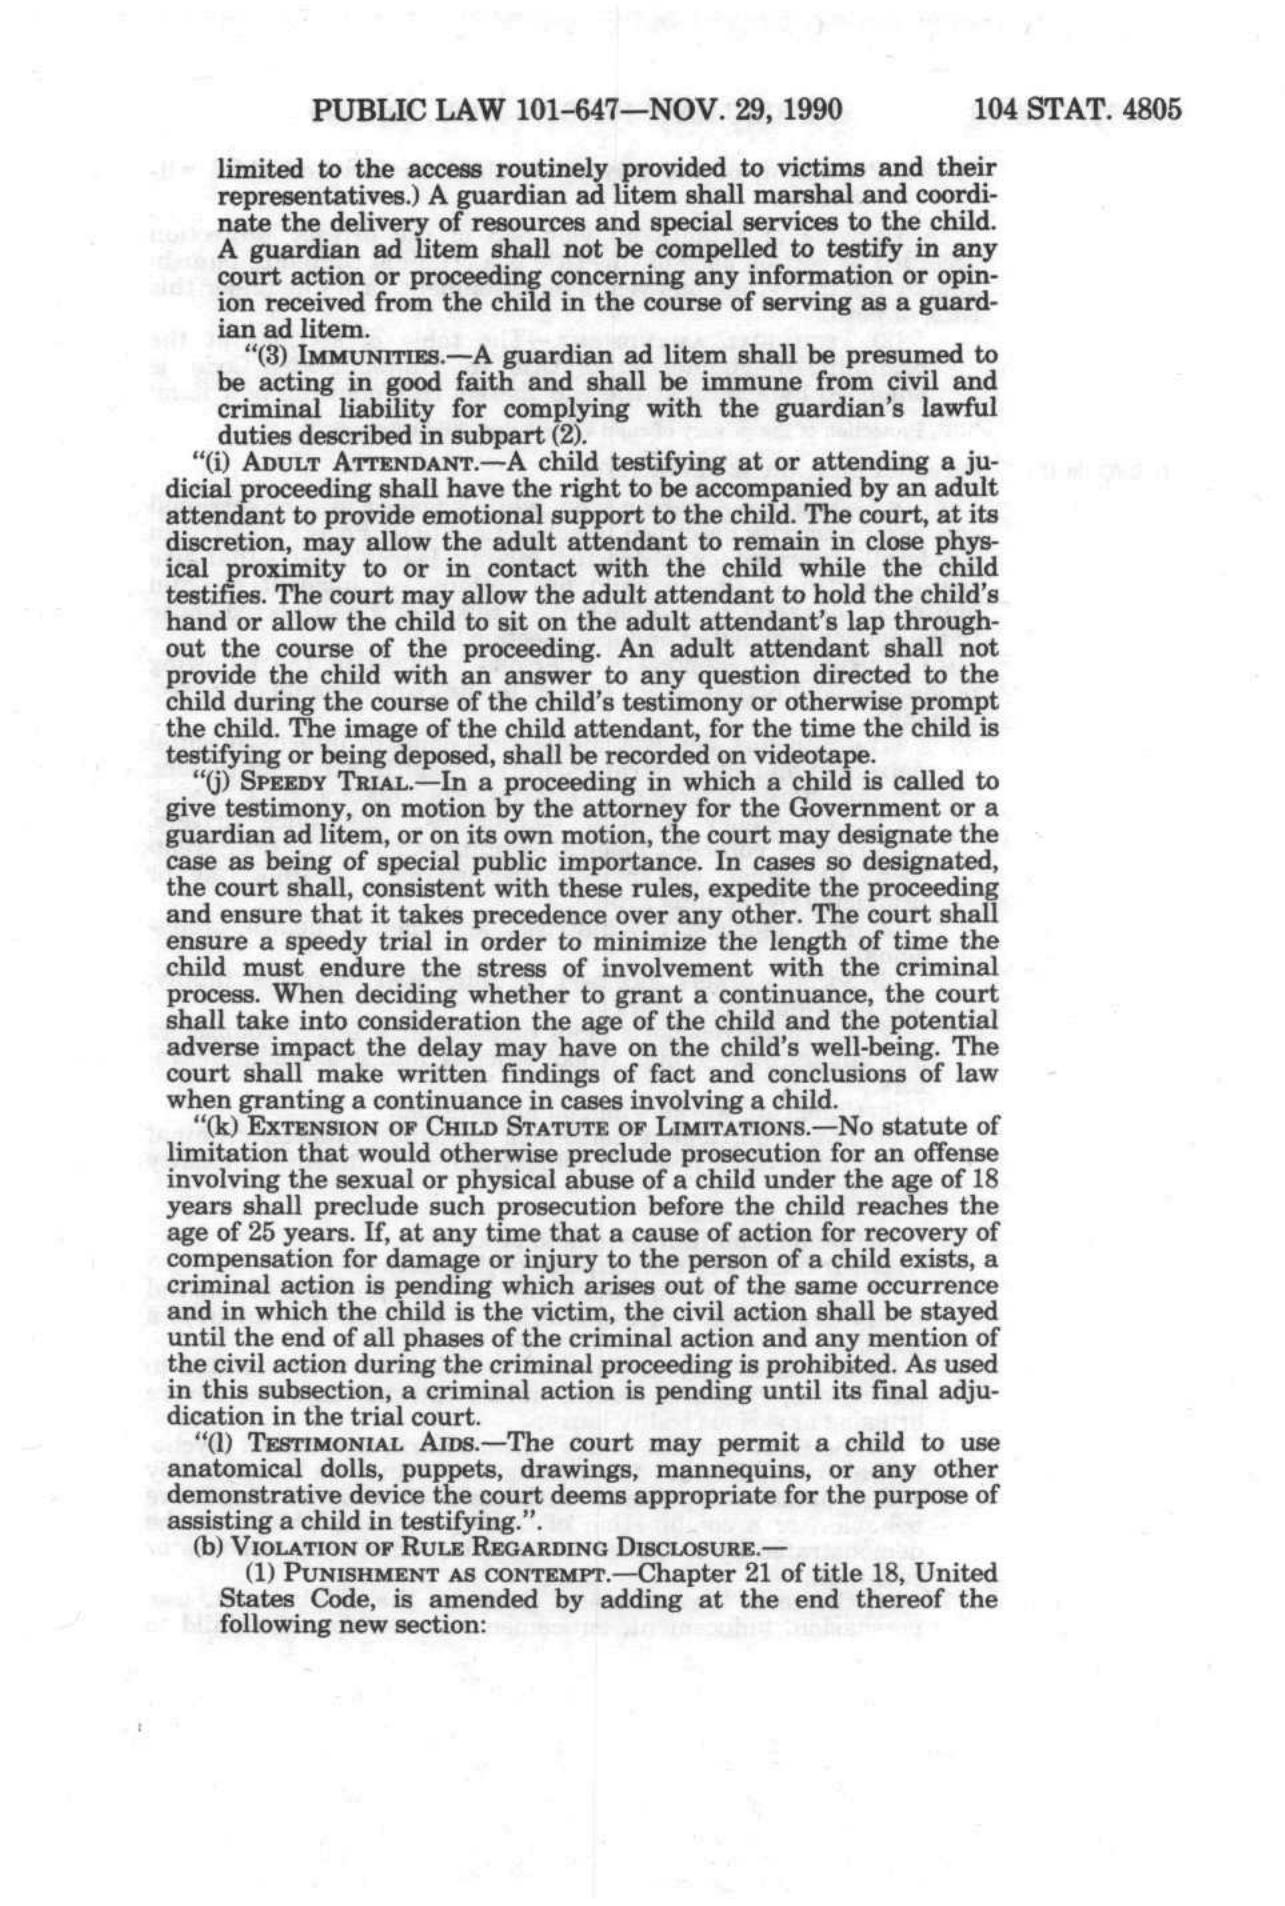 PUBLIC LAW 101-647—NOV. 29, 1990 104 STAT. 4805
limited to the access routinely provided to victims and their
representatives.) A guardian ad litem shall marshal and coordi-
nate the delivery of resources and special services to the child.
A guardian ad litem shall not be compelled to testify in any
court action or proceeding concerning any information or opin-
ion received from the child in the course of serving as a guard-
ian ad litem.
"(3) IMMUNITIES.—A guardian ad litem shall be presumed to
be acting in good faith and shall be immune from civil and
criminal liability for complying with the guardian's lawful
duties described in subpart (2).
"(i) ADULT ATTENDANT.—A child testifying at or attending a ju-
dicial proceeding shall have the right to be accompanied by an adult
attendant to provide emotional support to the child. The court, at its
discretion, may allow the adult attendant to remain in close phys-
ical proximity to or in contact with the child while the child
testifies. The court may allow the adult attendant to hold the child's
hand or allow the child to sit on the adult attendant's lap through-
out the course of the proceeding. An adult attendant shall not
provide the child with an answer to any question directed to the
child during the course of the child's testimony or otherwise prompt
the child. The image of the child attendant, for the time the child is
testifying or being deposed, shall be recorded on videotape.
"(j) SPEEDY TRIAL.—In a proceeding in which a child is called to
give testimony, on motion by the attorney for the Government or a
guardian ad litem, or on its own motion, the court may designate the
case as being of special public importance. In cases so designated,
the court shall, consistent with these rules, expedite the proceeding
and ensure that it takes precedence over any other. The court shall
ensure a speedy trial in order to minimize the length of time the
child must endure the stress of involvement with the criminal
process. When deciding whether to grant a continuance, the court
shall take into consideration the age of the child and the potential
adverse impact the delay may have on the child's well-being. The
court shall make written findings of fact and conclusions of law
when granting a continuance in cases involving a child.
"(k) EXTENSION OF CHILD STATUTE OF LIMITATIONS.—No statute of
limitation that would otherwise preclude prosecution for an offense
involving the sexual or physical abuse of a child under the age of 18
years shall preclude such prosecution before the child reaches the
age of 25 years. If, at any time that a cause of action for recovery of
compensation for damage or injury to the person of a child exists, a
criminal action is pending which arises out of the same occurrence
and in which the child is the victim, the civil action shall be stayed
until the end of all phases of the criminal action and any mention of
the civil action during the criminal proceeding is prohibited. As used
in this subsection, a criminal action is pending until its final adju-
dication in the trial court.
"(l) TESTIMONIAL AIDS.—The court may permit a child to use
anatomical dolls, puppets, drawings, mannequins, or any other
demonstrative device the court deems appropriate for the purpose of
assisting a child in testifying.".
(b) VIOLATION OF RULE REGARDING DISCLOSURE.—
(1) PUNISHMENT AS CONTEMPT.—Chapter 21 of title 18, United
States Code, is amended by adding at the end thereof the
following new section: